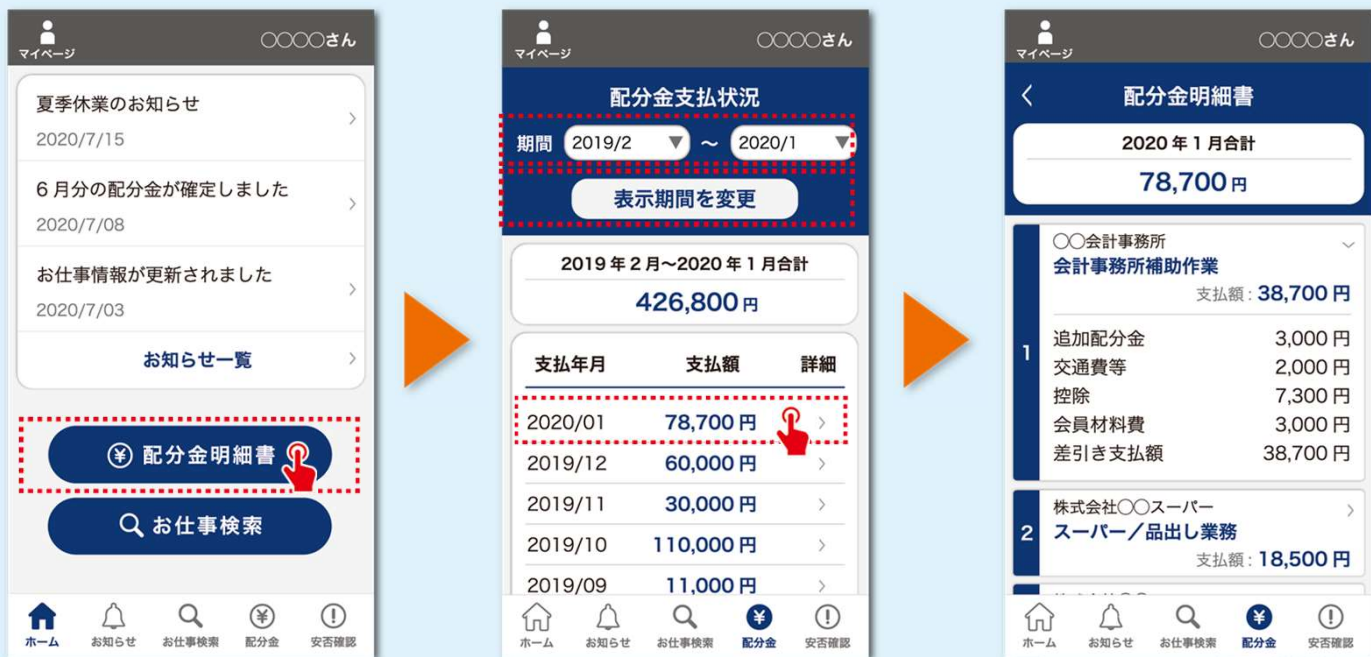 マイページ
○○○○さん
夏季休業のお知らせ
2020/7/15
6月分の配分金が確定しました
2020/7/08
お仕事情報が更新されました
2020/7/03
お知らせ一覧
配分金明細書
お仕事検索
ホーム
お知らせ
お仕事検索
配分金
安否確認
マイページ
○○○○さん
配分金支払状況
期間 2019/2 ▼ ~ 2020/1 ▼
表示期間を変更
2019年2月~2020年1月合計
426,800円
支払年月 支払額 詳細
2020/01 78,700円
2019/12 60,000円
2019/11 30,000円
2019/10 110,000円
2019/09 11,000円
ホーム
お知らせ
お仕事検索
配分金
安否確認
マイページ
○○○○さん
配分金明細書
2020年1月合計
78,700円
1
○○会計事務所
会計事務所補助作業
支払額:38,700円
追加配分金 3,000円
交通費等 2,000円
控除 7,300円
会員材料費 3,000円
差引き支払額 38,700円
2
株式会社○○スーパー
スーパー/品出し業務
支払額:18,500円
ホーム
お知らせ
お仕事検索
配分金
安否確認